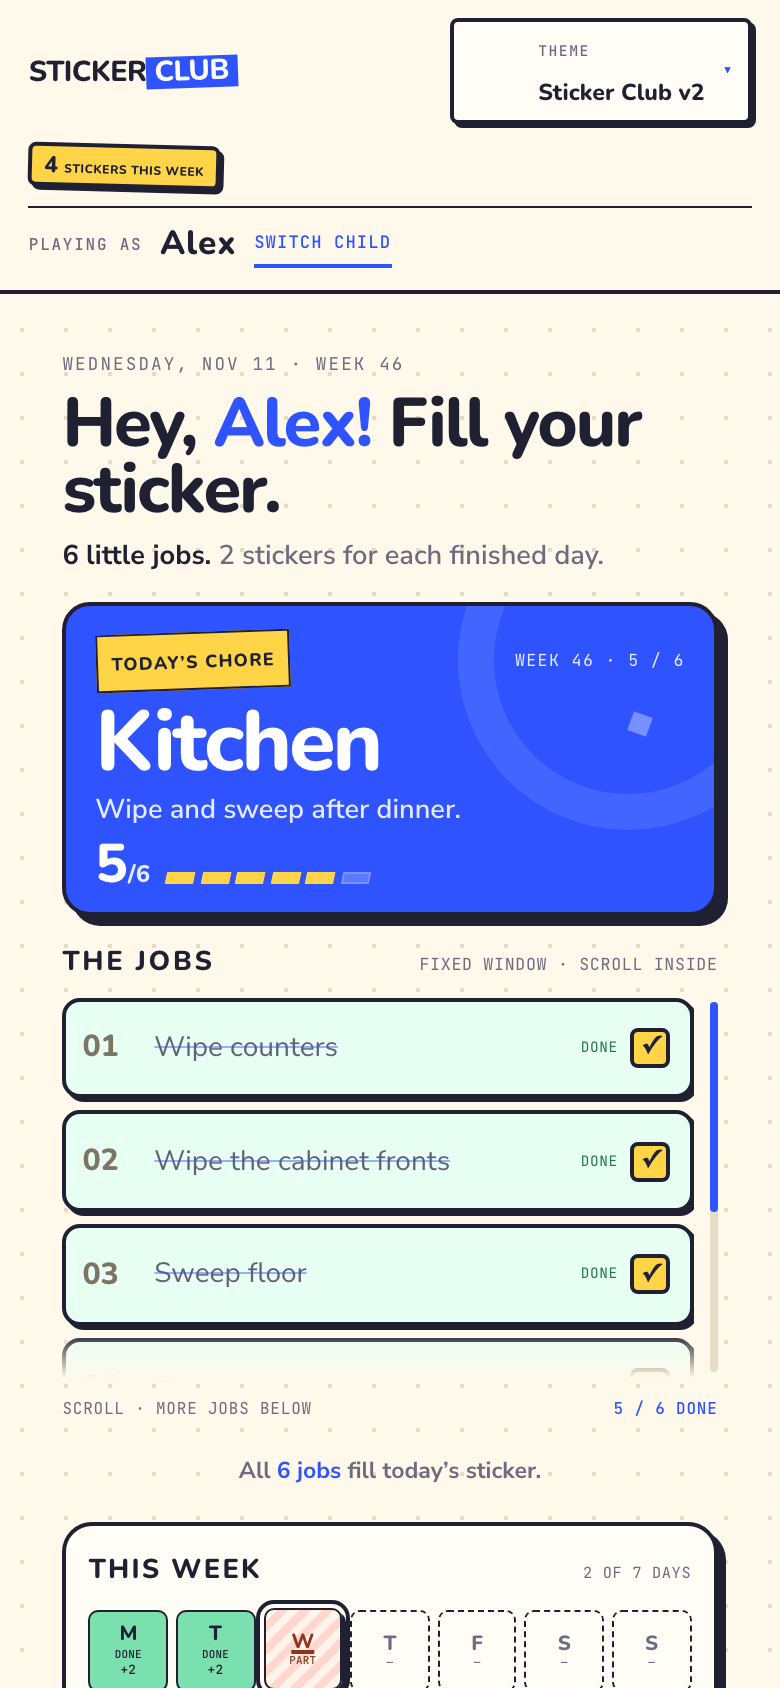 STICKER CLUB
THEME
Sticker Club v2
4 STICKERS THIS WEEK
PLAYING AS Alex SWITCH CHILD
WEDNESDAY, NOV 11 · WEEK 46
Hey, Alex! Fill your
sticker.
6 little jobs. 2 stickers for each finished day.
TODAY’S CHORE
WEEK 46 · 5 / 6
Kitchen
Wipe and sweep after dinner.
5/6
THE JOBS
FIXED WINDOW · SCROLL INSIDE
01 Wipe counters DONE ✓
02 Wipe the cabinet fronts DONE ✓
03 Sweep floor DONE ✓
SCROLL · MORE JOBS BELOW
5 / 6 DONE
All 6 jobs fill today’s sticker.
THIS WEEK
2 OF 7 DAYS
M T W T F S S
DONE DONE PART – – – –
+2 +2